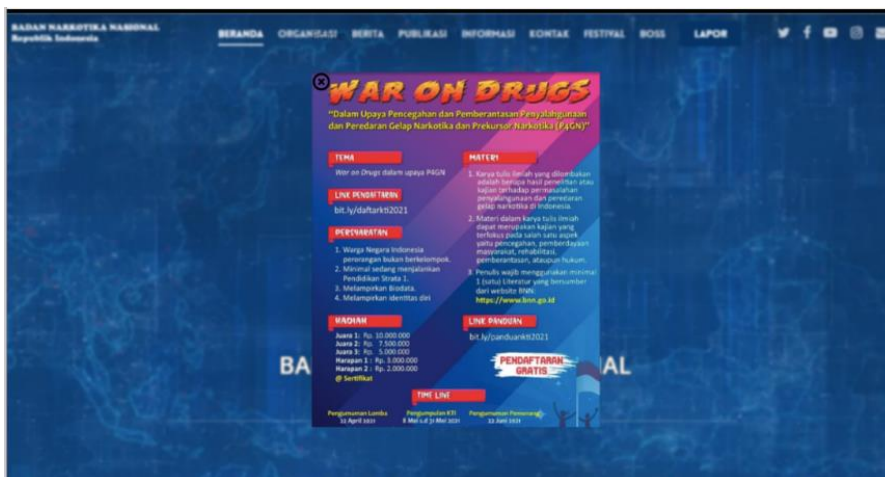 BADAN NARKOTIKA NASIONAL
Republik Indonesia
BERANDA ORGANISASI BERITA PUBLIKASI INFORMASI KONTAK FESTIVAL BOSS LAPOR
WAR ON DRUGS
"Dalam Upaya Pencegahan dan Pemberantasan Penyalahgunaan
dan Peredaran Gelap Narkotika dan Prekursor Narkotika (P4GN)"
TEMA
War on Drugs dalam upaya P4GN
LINK PENDAFTARAN
bit.ly/daftarkti2021
PERSYARATAN
1. Warga Negara Indonesia
perorangan bukan berkelompok.
2. Minimal sedang menjalankan
Pendidikan Strata 1.
3. Melampirkan Biodata.
4. Melampirkan identitas diri
HADIAH
Juara 1: Rp. 10.000.000
Juara 2: Rp. 7.500.000
Juara 3: Rp. 5.000.000
Harapan 1 : Rp. 3.000.000
Harapan 2 : Rp. 2.000.000
@ Sertifikat
MATERI
1. Karya tulis ilmiah yang dilombakan
adalah berupa hasil penelitian atau
kajian terhadap permasalahan
penyalahgunaan dan peredaran
gelap narkotika di Indonesia.
2. Materi dalam karya tulis ilmiah
dapat merupakan kajian yang
terfokus pada salah satu aspek
yaitu pencegahan, pemberdayaan
masyarakat, rehabilitasi,
pemberantasan, ataupun hukum.
3. Penulis wajib menggunakan minimal
1 (satu) Literatur yang bersumber
dari website BNN:
https://www.bnn.go.id
LINK PANDUAN
bit.ly/panduankti2021
PENDAFTARAN
GRATIS
BA AL
TIME LINE
Pengumuman Lomba Pengumpulan KTI Pengumuman Pemenang
22 April 2021 8 Mei s.d 31 Mei 2021 23 Juni 2021